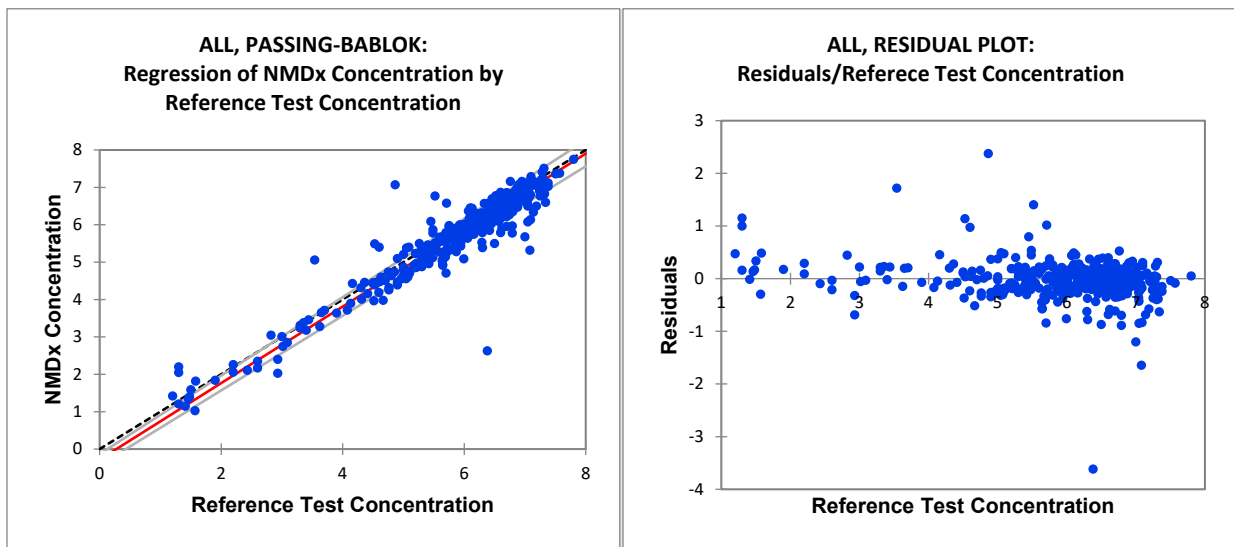 ALL, PASSING-BABLOK:
Regression of NMDx Concentration by
Reference Test Concentration
8
7
6
5
4
3
2
1
0
NMDx Concentration
0 2 4 6 8
Reference Test Concentration
ALL, RESIDUAL PLOT:
Residuals/Referece Test Concentration
3
2
1
0
-1
-2
-3
-4
Residuals
1 2 3 4 5 6 7 8
Reference Test Concentration